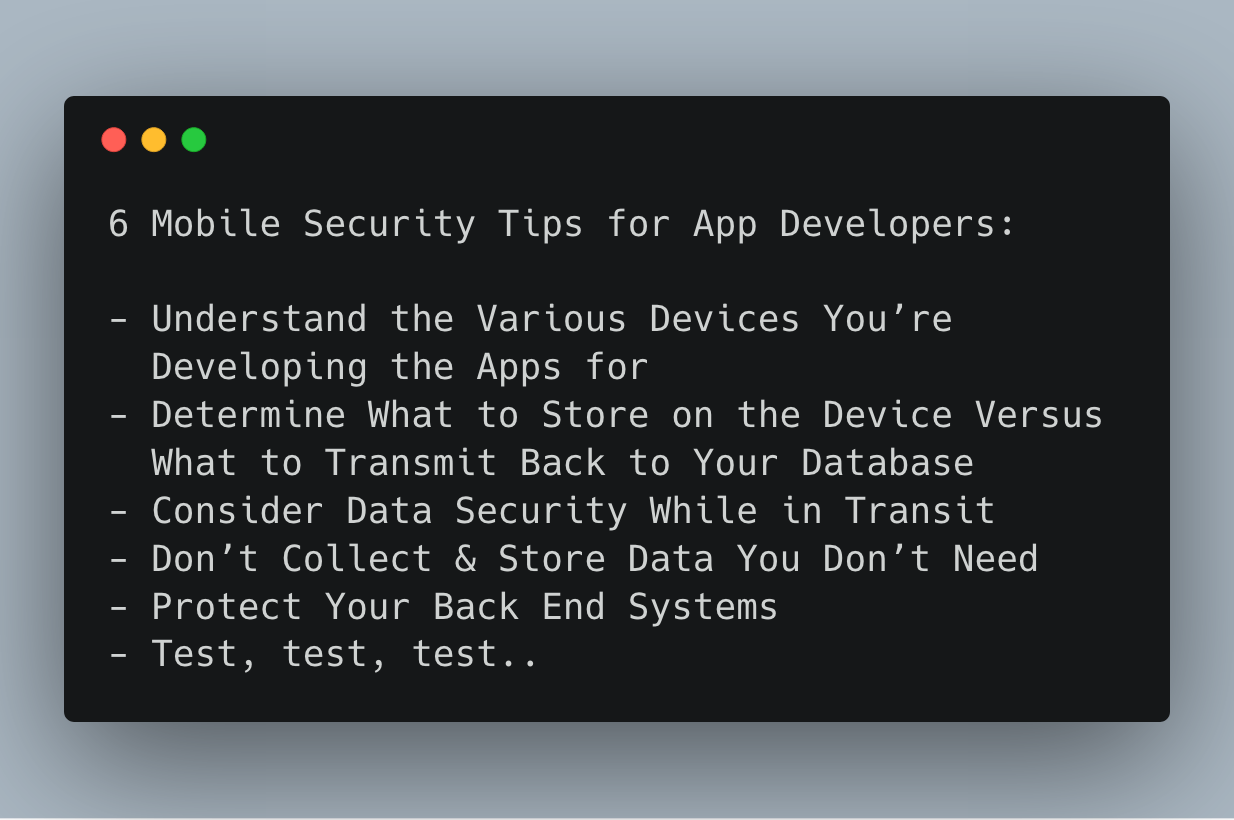 6 Mobile Security Tips for App Developers:
- Understand the Various Devices You’re
Developing the Apps for
- Determine What to Store on the Device Versus
What to Transmit Back to Your Database
- Consider Data Security While in Transit
- Don’t Collect & Store Data You Don’t Need
- Protect Your Back End Systems
- Test, test, test..